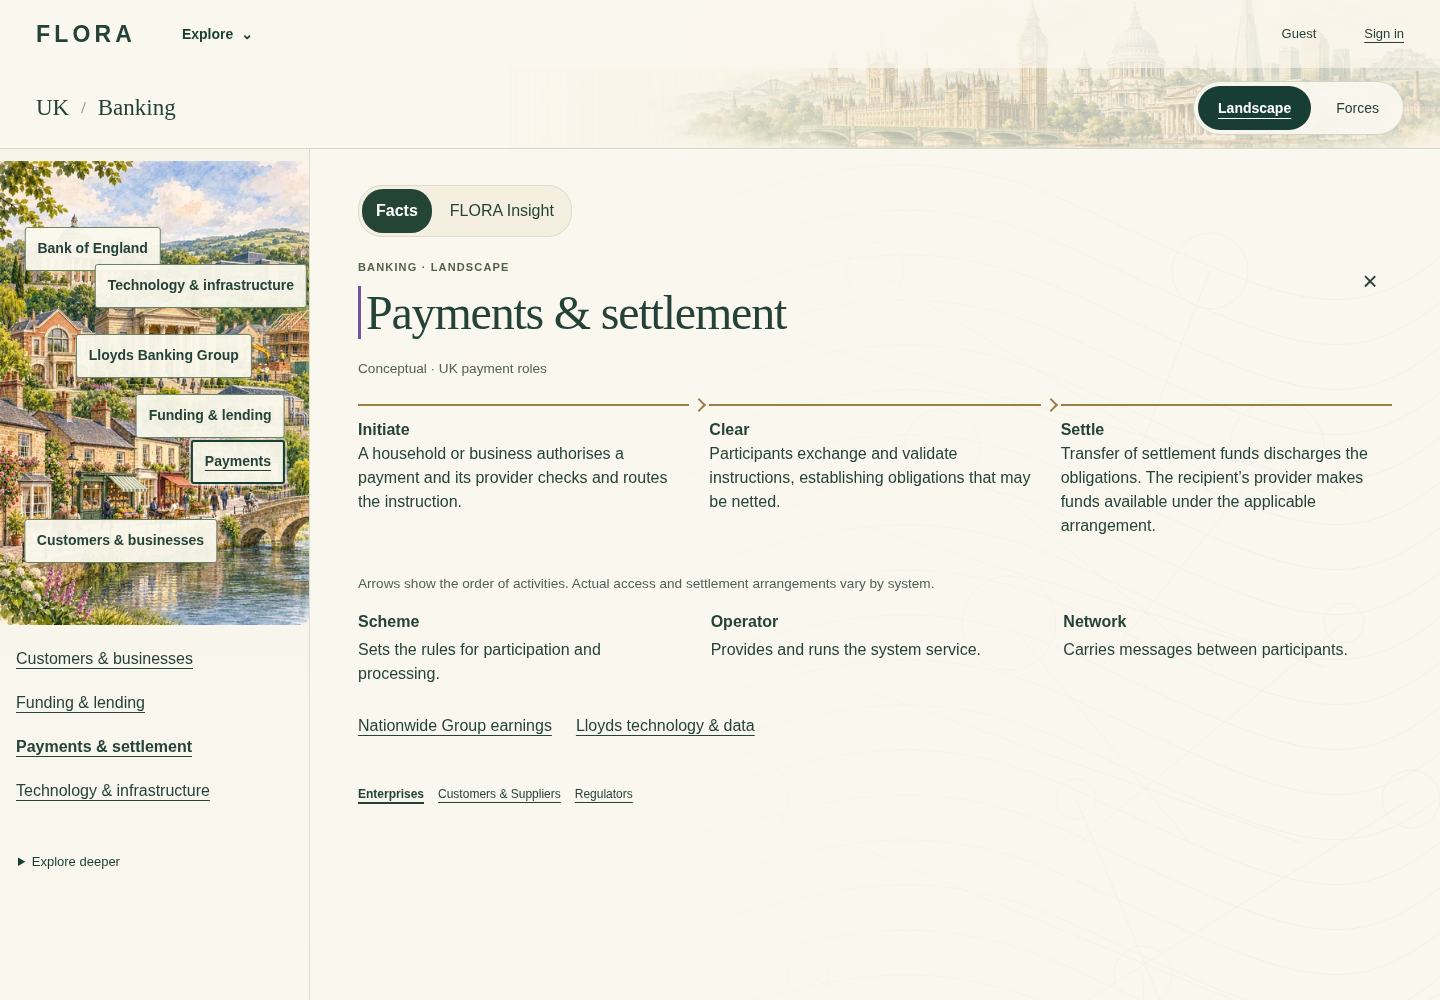 FLORA
Explore
Guest
Sign in
UK / Banking
Landscape
Forces
Bank of England
Technology & infrastructure
Lloyds Banking Group
Funding & lending
Payments
Customers & businesses
Customers & businesses
Funding & lending
Payments & settlement
Technology & infrastructure
Explore deeper
Facts
FLORA Insight
BANKING · LANDSCAPE
Payments & settlement
Conceptual · UK payment roles
Initiate
A household or business authorises a
payment and its provider checks and routes
the instruction.
Clear
Participants exchange and validate
instructions, establishing obligations that may
be netted.
Settle
Transfer of settlement funds discharges the
obligations. The recipient’s provider makes
funds available under the applicable
arrangement.
Arrows show the order of activities. Actual access and settlement arrangements vary by system.
Scheme
Sets the rules for participation and
processing.
Operator
Provides and runs the system service.
Network
Carries messages between participants.
Nationwide Group earnings
Lloyds technology & data
Enterprises
Customers & Suppliers
Regulators